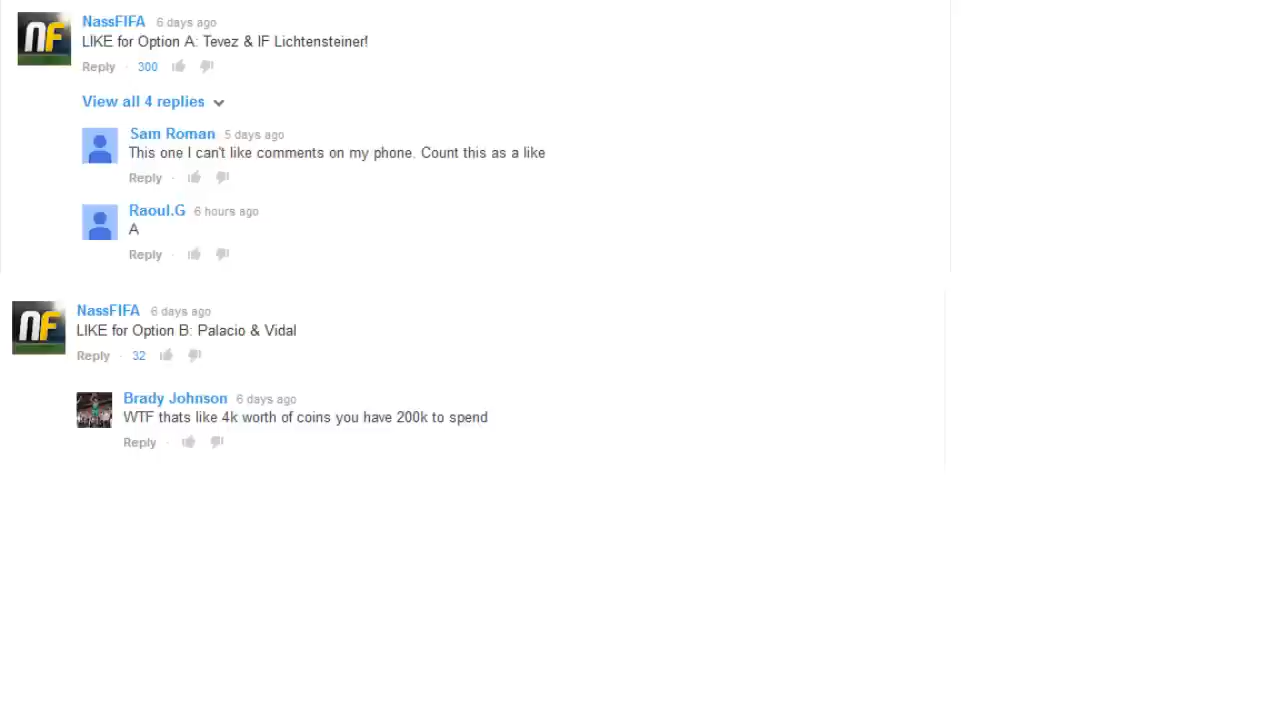 NF
NassFIFA 6 days ago
LIKE for Option A: Tevez & IF Lichtensteiner!
Reply · 300
View all 4 replies
Sam Roman 5 days ago
This one I can't like comments on my phone. Count this as a like
Reply ·
Raoul.G 6 hours ago
A
Reply ·
NF
NassFIFA 6 days ago
LIKE for Option B: Palacio & Vidal
Reply · 32
Brady Johnson 6 days ago
WTF thats like 4k worth of coins you have 200k to spend
Reply ·